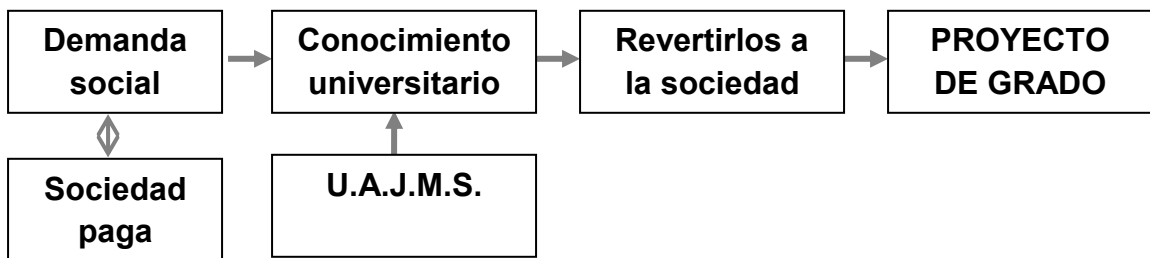 Demanda
social
Conocimiento
universitario
Revertirlos a
la sociedad
PROYECTO
DE GRADO
Sociedad
paga
U.A.J.M.S.